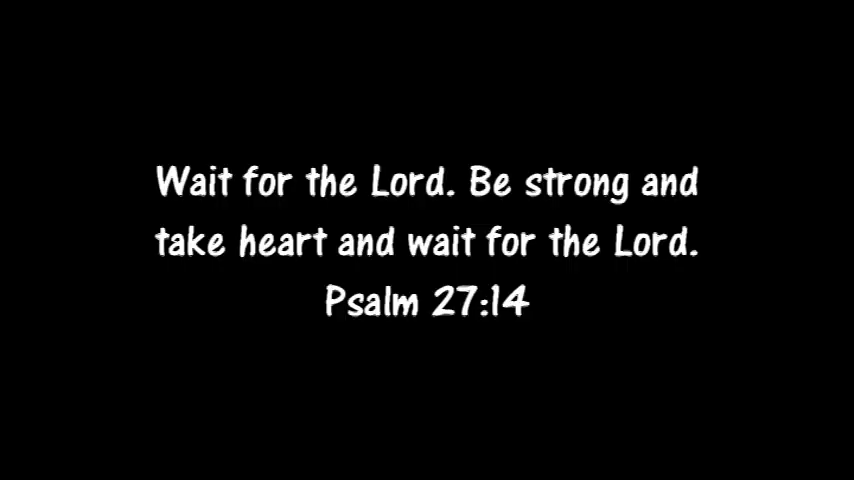 Wait for the Lord. Be strong and
take heart and wait for the Lord.
Psalm 27:14